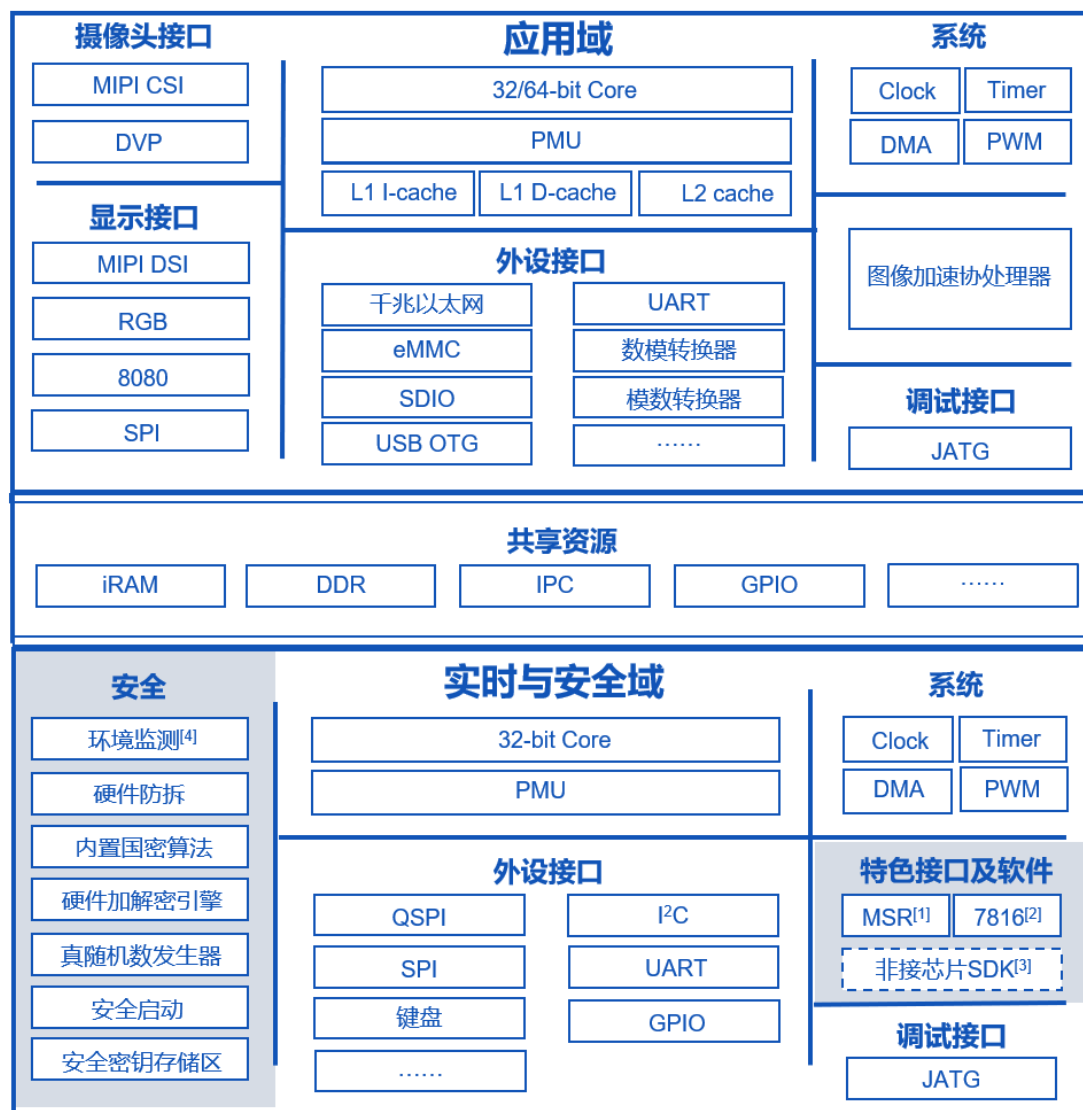 摄像头接口
MIPI CSI
DVP
显示接口
MIPI DSI
RGB
8080
SPI
应用域
32/64-bit Core
PMU
L1 I-cache
L1 D-cache
L2 cache
外设接口
千兆以太网
UART
eMMC
数模转换器
SDIO
模数转换器
USB OTG
……
系统
Clock
Timer
DMA
PWM
图像加速协处理器
调试接口
JATG
共享资源
iRAM
DDR
IPC
GPIO
……
安全
环境监测[4]
硬件防拆
内置国密算法
硬件加解密引擎
真随机数发生器
安全启动
安全密钥存储区
实时与安全域
32-bit Core
PMU
外设接口
QSPI
I²C
SPI
UART
键盘
GPIO
……
系统
Clock
Timer
DMA
PWM
特色接口及软件
MSR[1]
7816[2]
非接芯片SDK[3]
调试接口
JATG